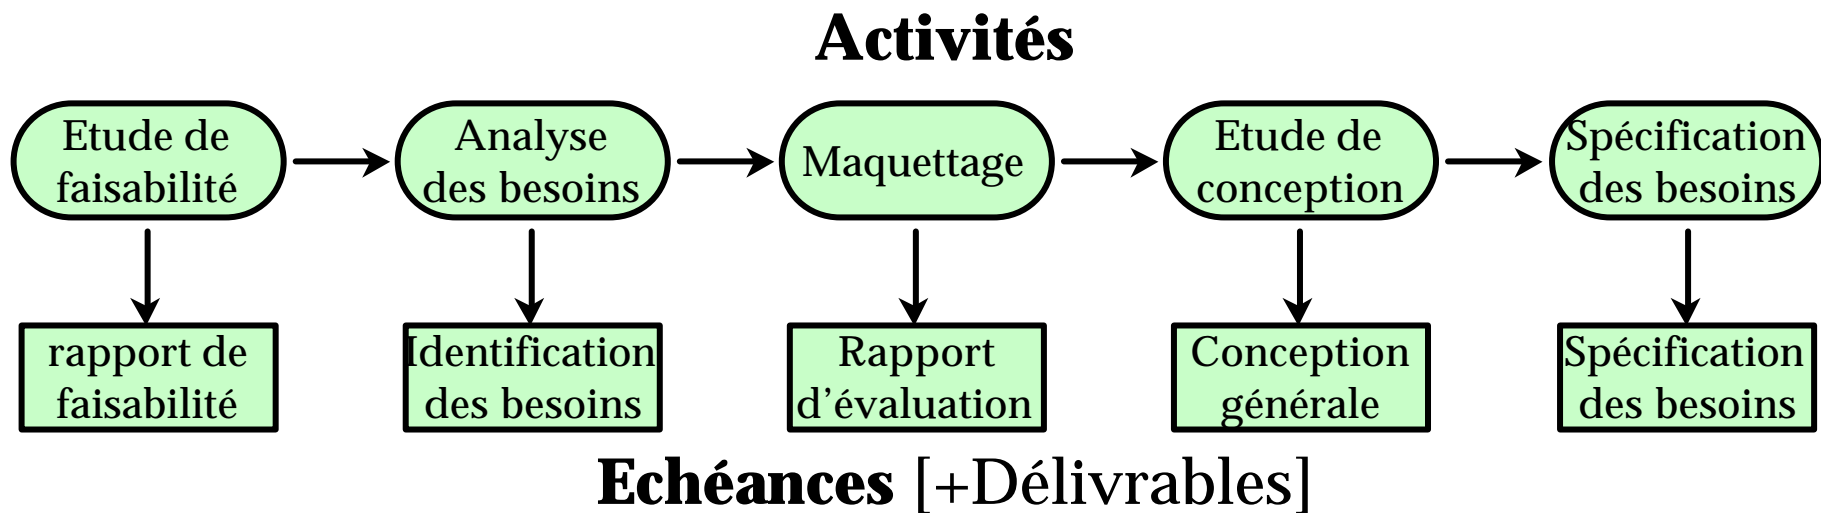 Activités
Etude de
faisabilité
Analyse
des besoins
Maquettage
Etude de
conception
Spécification
des besoins
rapport de
faisabilité
Identification
des besoins
Rapport
d’évaluation
Conception
générale
Spécification
des besoins
Echéances [+Délivrables]